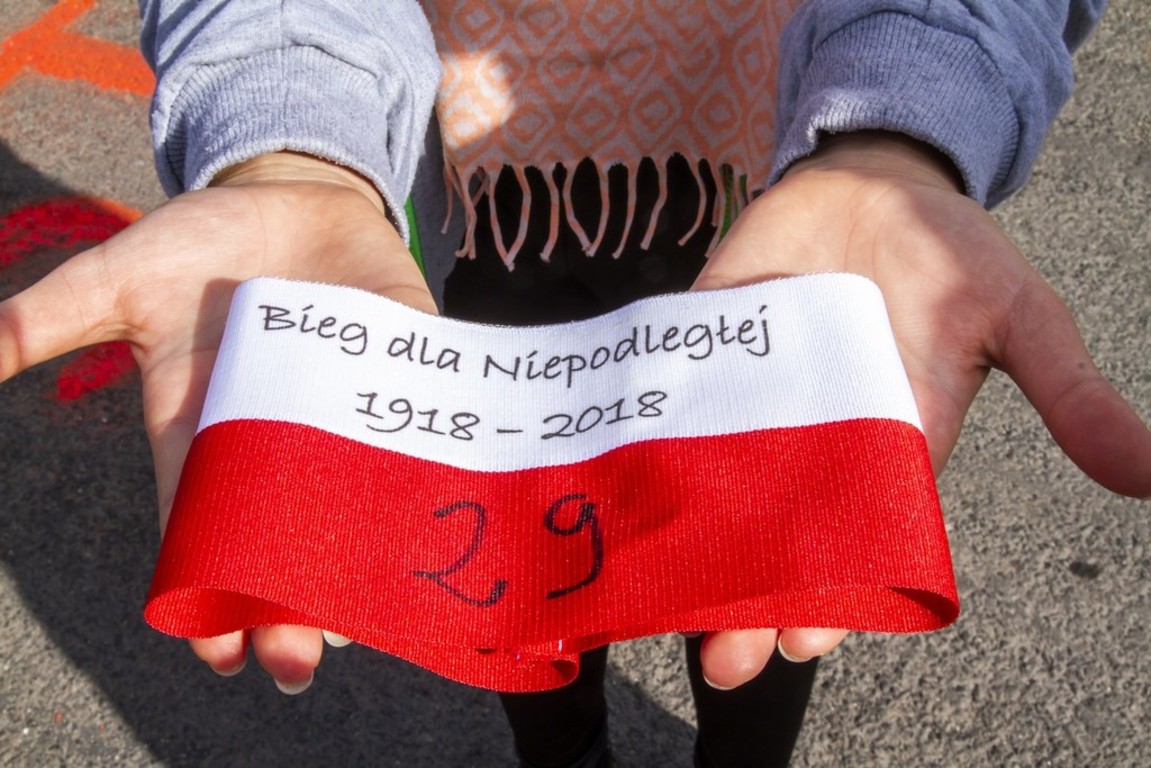 Bieg dla Niepodległej
1918 - 2018
29